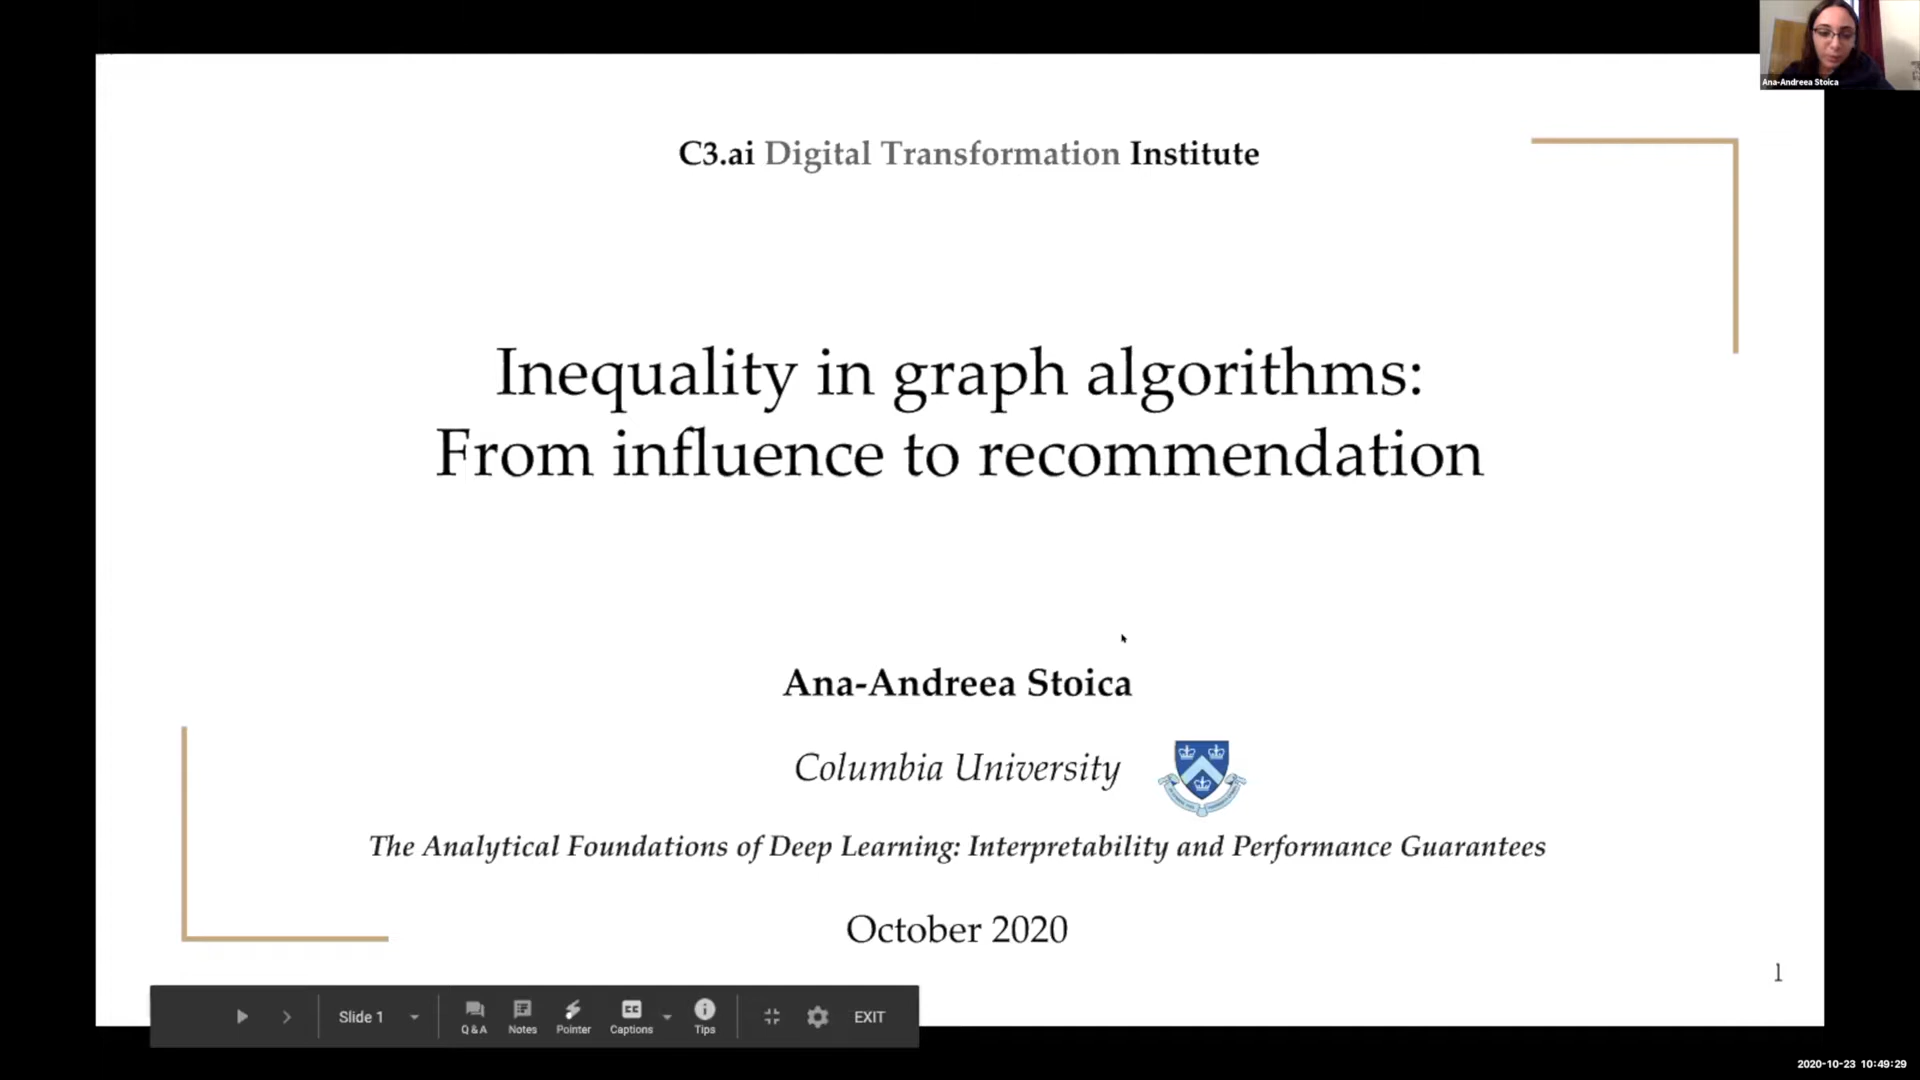 Ana-Andreea Stoica
C3.ai Digital Transformation Institute
Inequality in graph algorithms:
From influence to recommendation
Ana-Andreea Stoica
Columbia University
The Analytical Foundations of Deep Learning: Interpretability and Performance Guarantees
October 2020
1
Slide 1
Q&A
Notes
Pointer
CC
Captions
Tips
EXIT
2020-10-23 10:49:29